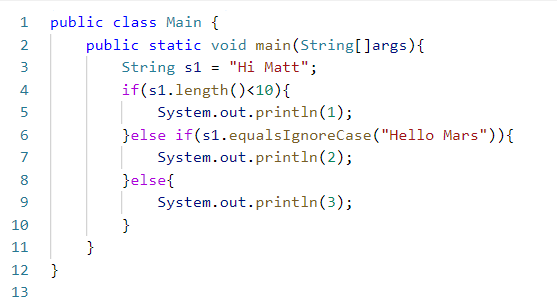 1 public class Main {
2     public static void main(String[]args){
3         String s1 = "Hi Matt";
4         if(s1.length()<10){
5             System.out.println(1);
6         }else if(s1.equalsIgnoreCase("Hello Mars")){
7             System.out.println(2);
8         }else{
9             System.out.println(3);
10         }
11     }
12 }
13